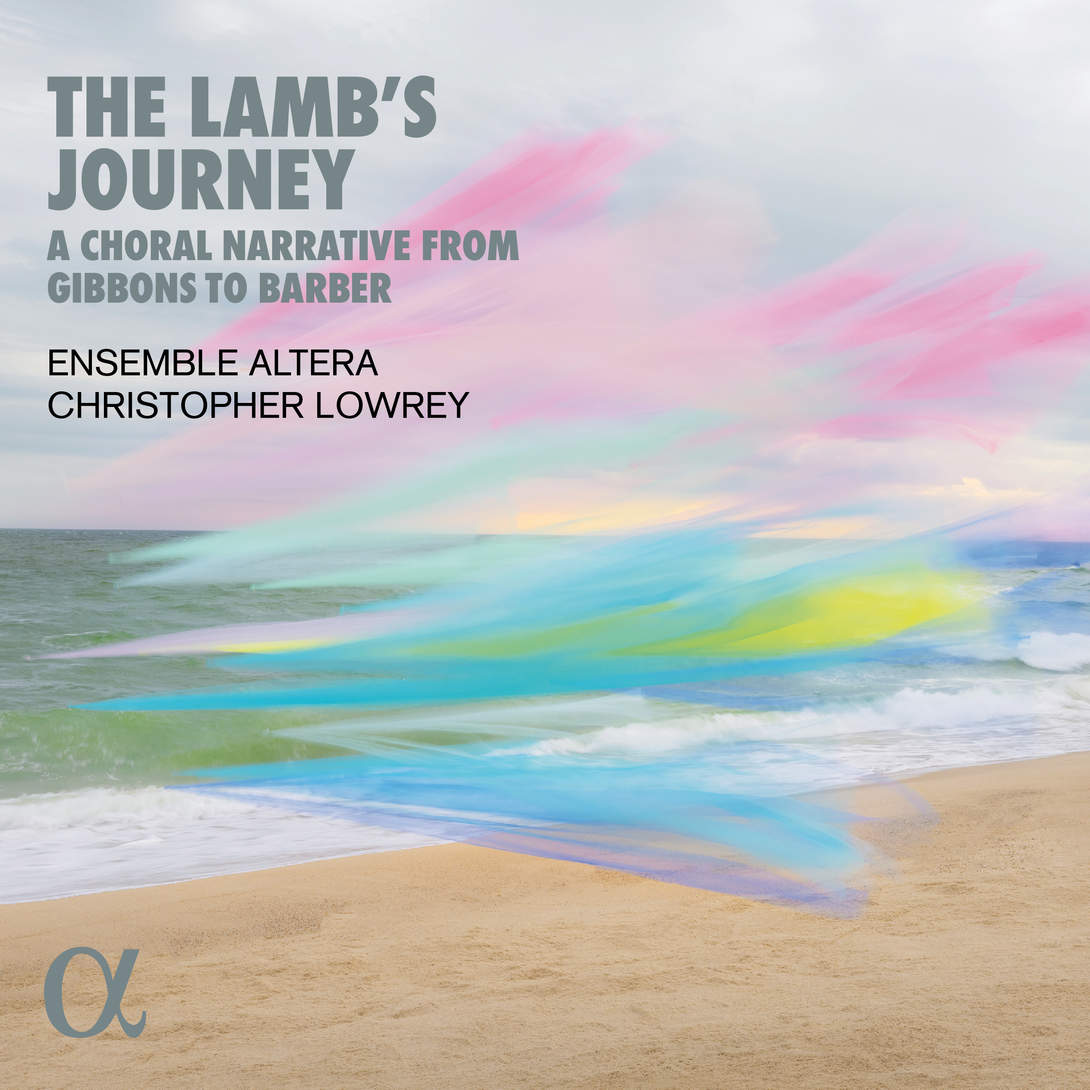 THE LAMB'S
JOURNEY
A CHORAL NARRATIVE FROM
GIBBONS TO BARBER
ENSEMBLE ALTERA
CHRISTOPHER LOWREY
α